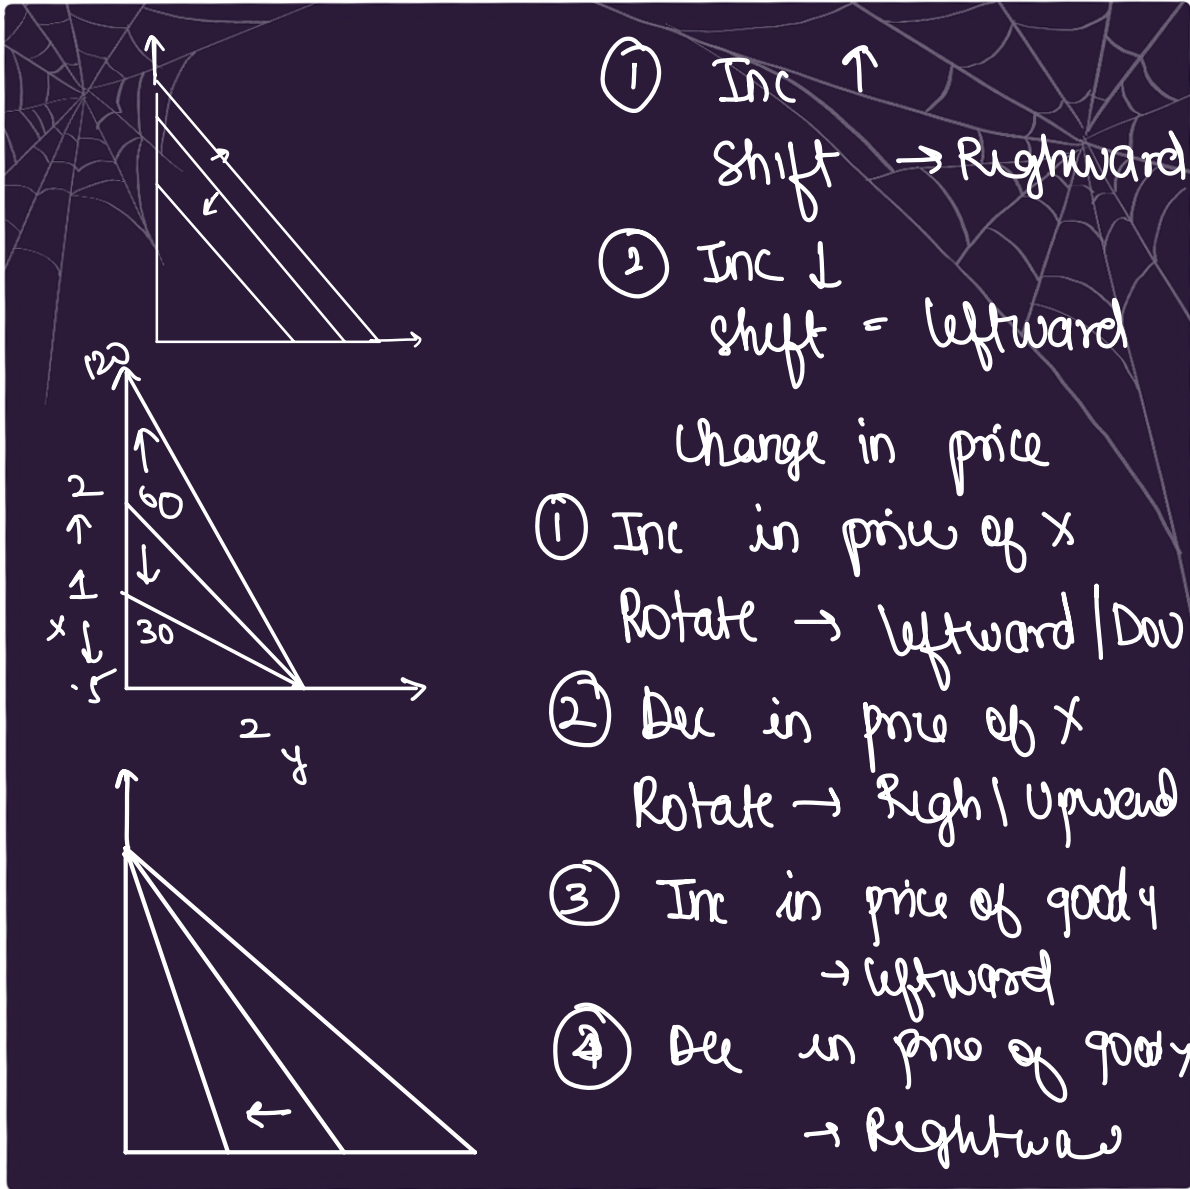 ① Inc ↑
Shift → Righward
② Inc ↓
Shift = leftward
120
60
2
↑
1
x ↓
.5
30
2
y
Change in price
① Inc in price of x
Rotate → leftward / Dow
② Dec in price of x
Rotate → Righ / Upward
③ Inc in price of good y
→ leftward
④ Dec in price of good y
→ Rightwa